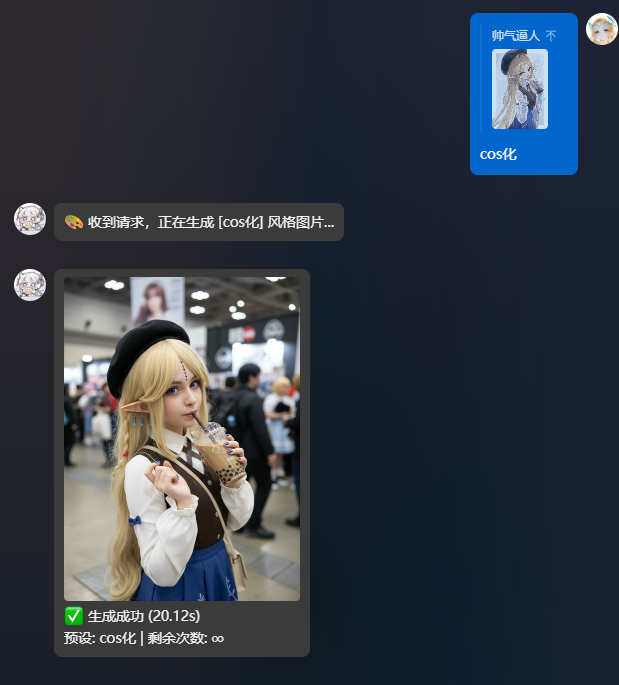 帅气逼人
cos化
🎨 收到请求，正在生成 [cos化] 风格图片...
✅ 生成成功 (20.12s)
预设: cos化 | 剩余次数: ∞